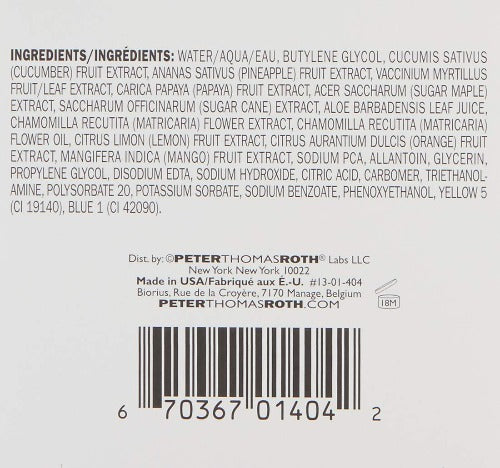 INGREDIENTS/INGRÉDIENTS: WATER/AQUA/EAU, BUTYLENE GLYCOL, CUCUMIS SATIVUS
(CUCUMBER) FRUIT EXTRACT, ANANAS SATIVUS (PINEAPPLE) FRUIT EXTRACT, VACCINIUM MYRTILLUS
FRUIT/LEAF EXTRACT, CARICA PAPAYA (PAPAYA) FRUIT EXTRACT, ACER SACCHARUM (SUGAR MAPLE)
EXTRACT, SACCHARUM OFFICINARUM (SUGAR CANE) EXTRACT, ALOE BARBADENSIS LEAF JUICE,
CHAMOMILLA RECUTITA (MATRICARIA) FLOWER EXTRACT, CHAMOMILLA RECUTITA (MATRICARIA)
FLOWER OIL, CITRUS LIMON (LEMON) FRUIT EXTRACT, CITRUS AURANTIUM DULCIS (ORANGE) FRUIT
EXTRACT, MANGIFERA INDICA (MANGO) FRUIT EXTRACT, SODIUM PCA, ALLANTOIN, GLYCERIN,
PROPYLENE GLYCOL, DISODIUM EDTA, SODIUM HYDROXIDE, CITRIC ACID, CARBOMER, TRIETHANOL-
AMINE, POLYSORBATE 20, POTASSIUM SORBATE, SODIUM BENZOATE, PHENOXYETHANOL, YELLOW 5
(CI 19140), BLUE 1 (CI 42090).
Dist. by: ©PETERTHOMASROTH® Labs LLC
New York New York 10022
Made in USA/Fabriqué aux É.-U. #13-01-404
Biorius, Rue de la Croyère, 7170 Manage, Belgium
PETERTHOMASROTH.COM
18M
6 70367 01404 2